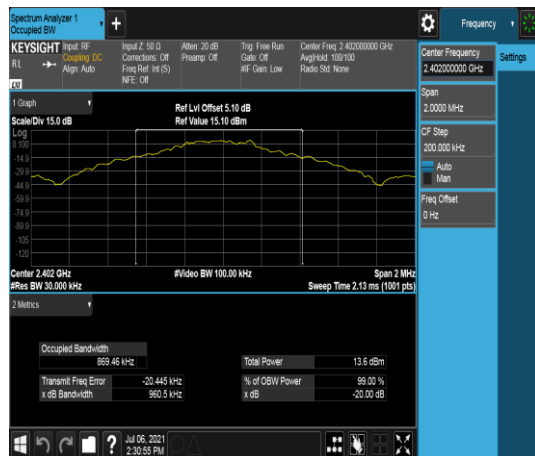 Spectrum Analyzer 1
Occupied BW
+
Frequency
KEYSIGHT
RL
Input: RF
Coupling: DC
Align: Auto
Input Z: 50 Ω
Corrections: Off
Freq Ref: Int (S)
NFE: Off
Atten: 20 dB
Preamp: Off
Trig: Free Run
Gate: Off
#IF Gain: Low
Center Freq: 2.402000000 GHz
Avg|Hold: 100/100
Radio Std: None
Center Frequency
2.402000000 GHz
Settings
Span
2.0000 MHz
CF Step
200.000 kHz
Auto
Man
Freq Offset
0 Hz
1 Graph
Scale/Div 15.0 dB
Ref Lvl Offset 5.10 dB
Ref Value 15.10 dBm
Log
0.100
-14.9
-29.9
-44.9
-59.9
-74.9
-89.9
-105
-120
Center 2.402 GHz
#Video BW 100.00 kHz
Span 2 MHz
#Res BW 30.000 kHz
Sweep Time 2.13 ms (1001 pts)
2 Metrics
Occupied Bandwidth
869.46 kHz
Total Power 13.6 dBm
Transmit Freq Error -20.445 kHz
% of OBW Power 99.00 %
x dB Bandwidth 960.5 kHz
x dB -20.00 dB
?
Jul 06, 2021
2:30:55 PM